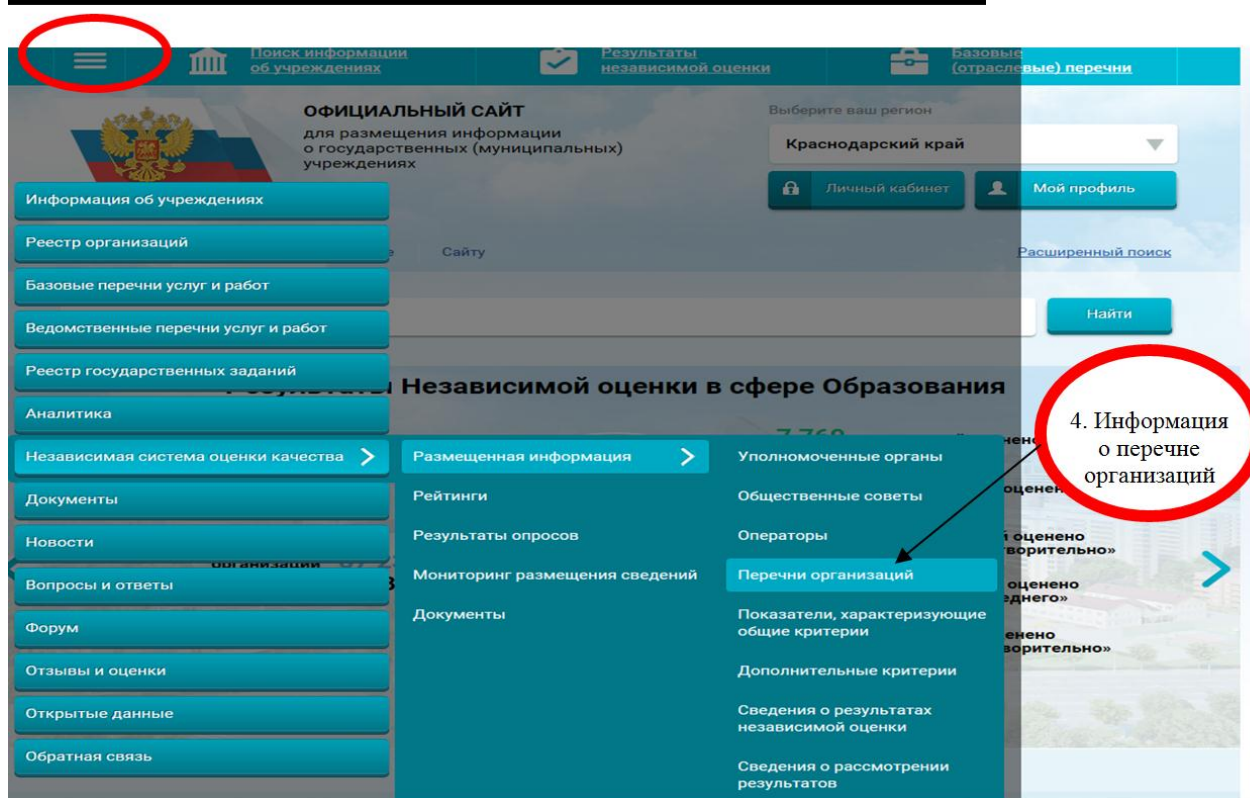 Поиск информации
об учреждениях
Результаты
независимой оценки
Базовые
(отраслевые) перечни
ОФИЦИАЛЬНЫЙ САЙТ
для размещения информации
о государственных (муниципальных)
учреждениях
Выберите ваш регион
Краснодарский край
Личный кабинет
Мой профиль
Сайту
Расширенный поиск
Найти
Независимой оценки в сфере Образования
Информация об учреждениях
Реестр организаций
Базовые перечни услуг и работ
Ведомственные перечни услуг и работ
Реестр государственных заданий
Аналитика
Независимая система оценки качества
Документы
Новости
Вопросы и ответы
Форум
Отзывы и оценки
Открытые данные
Обратная связь
Размещенная информация
Рейтинги
Результаты опросов
Мониторинг размещения сведений
Документы
Уполномоченные органы
Общественные советы
Операторы
Перечни организаций
Показатели, характеризующие
общие критерии
Дополнительные критерии
Сведения о результатах
независимой оценки
Сведения о рассмотрении
результатов
4. Информация
о перечне
организаций
оценено
оценено